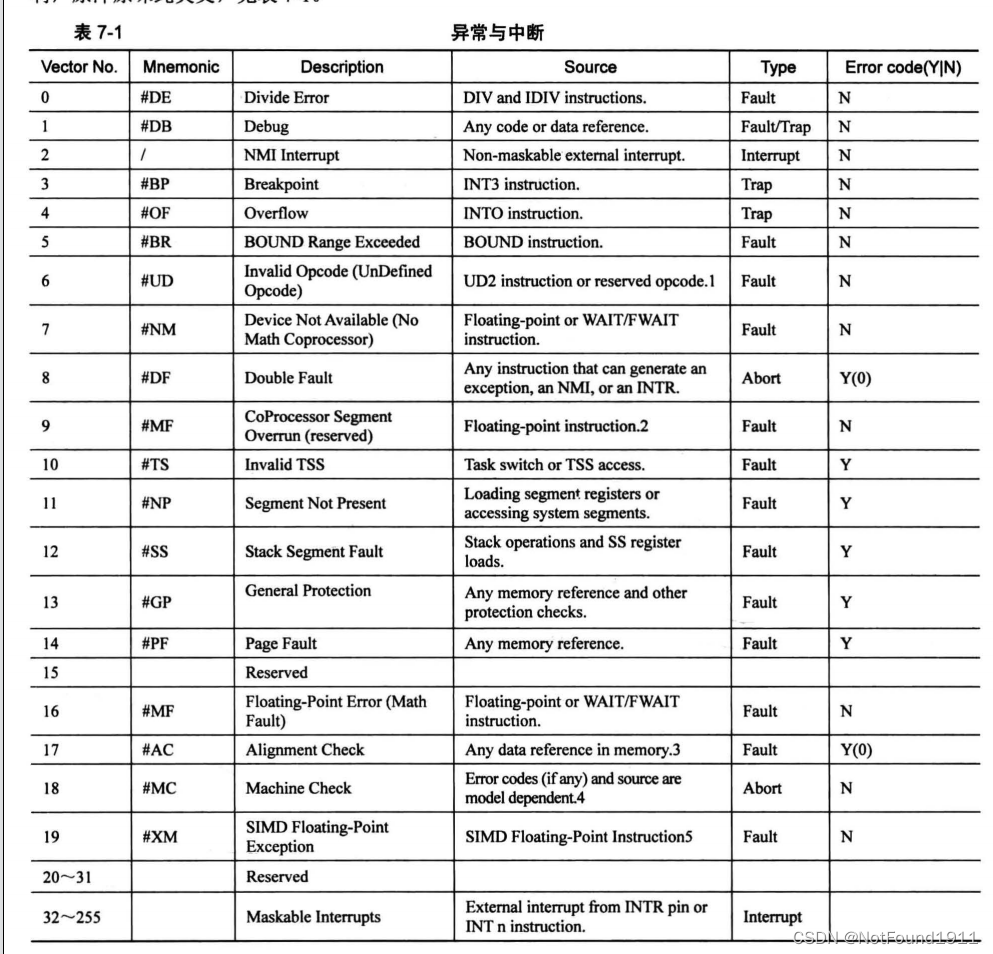 表 7-1 异常与中断
Vector No. Mnemonic Description Source Type Error code(Y|N)
0 #DE Divide Error DIV and IDIV instructions. Fault N
1 #DB Debug Any code or data reference. Fault/Trap N
2 / NMI Interrupt Non-maskable external interrupt. Interrupt N
3 #BP Breakpoint INT3 instruction. Trap N
4 #OF Overflow INTO instruction. Trap N
5 #BR BOUND Range Exceeded BOUND instruction. Fault N
6 #UD Invalid Opcode (UnDefined
Opcode) UD2 instruction or reserved opcode.1 Fault N
7 #NM Device Not Available (No
Math Coprocessor) Floating-point or WAIT/FWAIT
instruction. Fault N
8 #DF Double Fault Any instruction that can generate an
exception, an NMI, or an INTR. Abort Y(0)
9 #MF CoProcessor Segment
Overrun (reserved) Floating-point instruction.2 Fault N
10 #TS Invalid TSS Task switch or TSS access. Fault Y
11 #NP Segment Not Present Loading segment registers or
accessing system segments. Fault Y
12 #SS Stack Segment Fault Stack operations and SS register
loads. Fault Y
13 #GP General Protection Any memory reference and other
protection checks. Fault Y
14 #PF Page Fault Any memory reference. Fault Y
15 Reserved
16 #MF Floating-Point Error (Math
Fault) Floating-point or WAIT/FWAIT
instruction. Fault N
17 #AC Alignment Check Any data reference in memory.3 Fault Y(0)
18 #MC Machine Check Error codes (if any) and source are
model dependent.4 Abort N
19 #XM SIMD Floating-Point
Exception SIMD Floating-Point Instruction5 Fault N
20～31 Reserved
32～255 Maskable Interrupts External interrupt from INTR pin or
INT n instruction. Interrupt
CSDN @NotFound1911